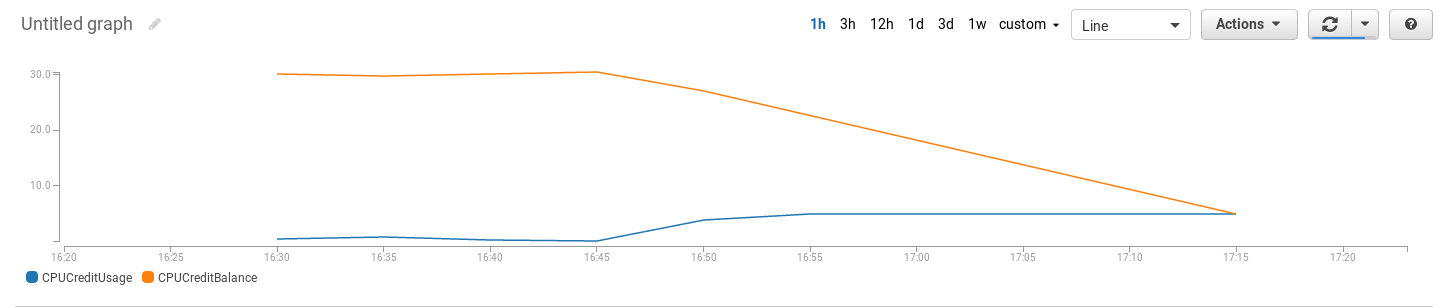 Untitled graph 1h 3h 12h 1d 3d 1w custom Line Actions ?
30.0
20.0
10.0
16:20 16:25 16:30 16:35 16:40 16:45 16:50 16:55 17:00 17:05 17:10 17:15 17:20
CPUCreditUsage CPUCreditBalance